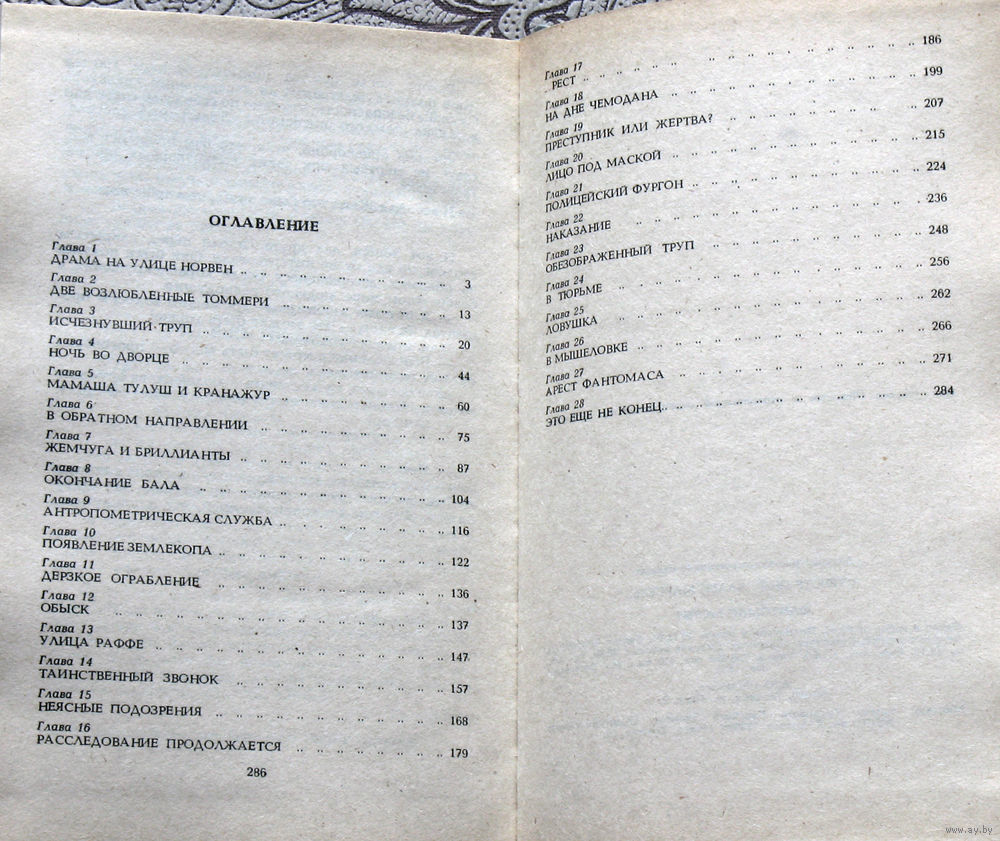 ОГЛАВЛЕНИЕ
Глава 1
ДРАМА НА УЛИЦЕ НОРВЕН .. .. .. .. .. .. .. .. 3
Глава 2
ДВЕ ВОЗЛЮБЛЕННЫЕ ТОММЕРИ .. .. .. .. .. .. .. 13
Глава 3
ИСЧЕЗНУВШИЙ ТРУП .. .. .. .. .. .. .. .. .. .. 20
Глава 4
НОЧЬ ВО ДВОРЦЕ .. .. .. .. .. .. .. .. .. .. 44
Глава 5
МАМАША ТУЛУШ И КРАНАЖУР .. .. .. .. .. .. .. 60
Глава 6
В ОБРАТНОМ НАПРАВЛЕНИИ .. .. .. .. .. .. .. .. 75
Глава 7
ЖЕМЧУГА И БРИЛЛИАНТЫ .. .. .. .. .. .. .. .. 87
Глава 8
ОКОНЧАНИЕ БАЛА .. .. .. .. .. .. .. .. .. .. 104
Глава 9
АНТРОПОМЕТРИЧЕСКАЯ СЛУЖБА .. .. .. .. .. .. .. 116
Глава 10
ПОЯВЛЕНИЕ ЗЕМЛЕКОПА .. .. .. .. .. .. .. .. .. 122
Глава 11
ДЕРЗКОЕ ОГРАБЛЕНИЕ .. .. .. .. .. .. .. .. .. 136
Глава 12
ОБЫСК .. .. .. .. .. .. .. .. .. .. .. .. 137
Глава 13
УЛИЦА РАФФЕ .. .. .. .. .. .. .. .. .. .. .. 147
Глава 14
ТАИНСТВЕННЫЙ ЗВОНОК .. .. .. .. .. .. .. .. 157
Глава 15
НЕЯСНЫЕ ПОДОЗРЕНИЯ .. .. .. .. .. .. .. .. .. 168
Глава 16
РАССЛЕДОВАНИЕ ПРОДОЛЖАЕТСЯ .. .. .. .. .. .. 179
286
Глава 17
РЕСТ .. .. .. .. .. .. .. .. .. .. .. .. 186
Глава 18
НА ДНЕ ЧЕМОДАНА .. .. .. .. .. .. .. .. .. .. 199
Глава 19
ПРЕСТУПНИК ИЛИ ЖЕРТВА? .. .. .. .. .. .. .. .. 207
Глава 20
ЛИЦО ПОД МАСКОЙ .. .. .. .. .. .. .. .. .. .. 215
Глава 21
ПОЛИЦЕЙСКИЙ ФУРГОН .. .. .. .. .. .. .. .. .. 224
Глава 22
НАКАЗАНИЕ .. .. .. .. .. .. .. .. .. .. .. 236
Глава 23
ОБЕЗОБРАЖЕННЫЙ ТРУП .. .. .. .. .. .. .. .. 248
Глава 24
В ТЮРЬМЕ .. .. .. .. .. .. .. .. .. .. .. 256
Глава 25
ЛОВУШКА .. .. .. .. .. .. .. .. .. .. .. 262
Глава 26
В МЫШЕЛОВКЕ .. .. .. .. .. .. .. .. .. .. 266
Глава 27
АРЕСТ ФАНТОМАСА .. .. .. .. .. .. .. .. .. 271
Глава 28
ЭТО ЕЩЕ НЕ КОНЕЦ.. .. .. .. .. .. .. .. .. 284
www.ay.by